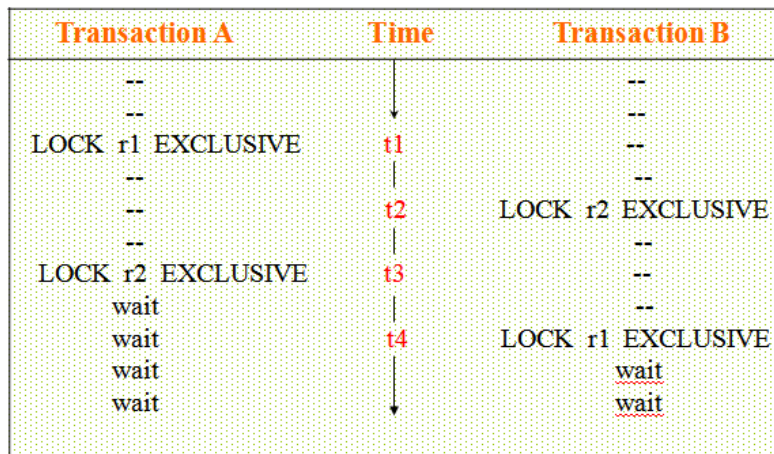 Transaction A Time Transaction B
-- --
-- --
LOCK r1 EXCLUSIVE t1 --
-- --
-- t2 LOCK r2 EXCLUSIVE
-- --
LOCK r2 EXCLUSIVE t3 --
wait --
wait t4 LOCK r1 EXCLUSIVE
wait wait
wait wait